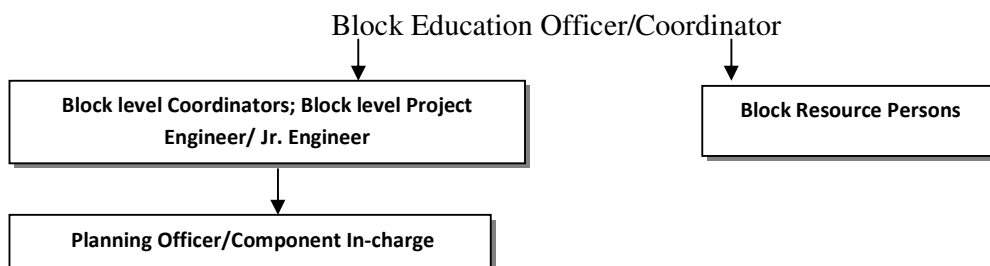 Block Education Officer/Coordinator
Block level Coordinators; Block level Project
Engineer/ Jr. Engineer
Block Resource Persons
Planning Officer/Component In-charge